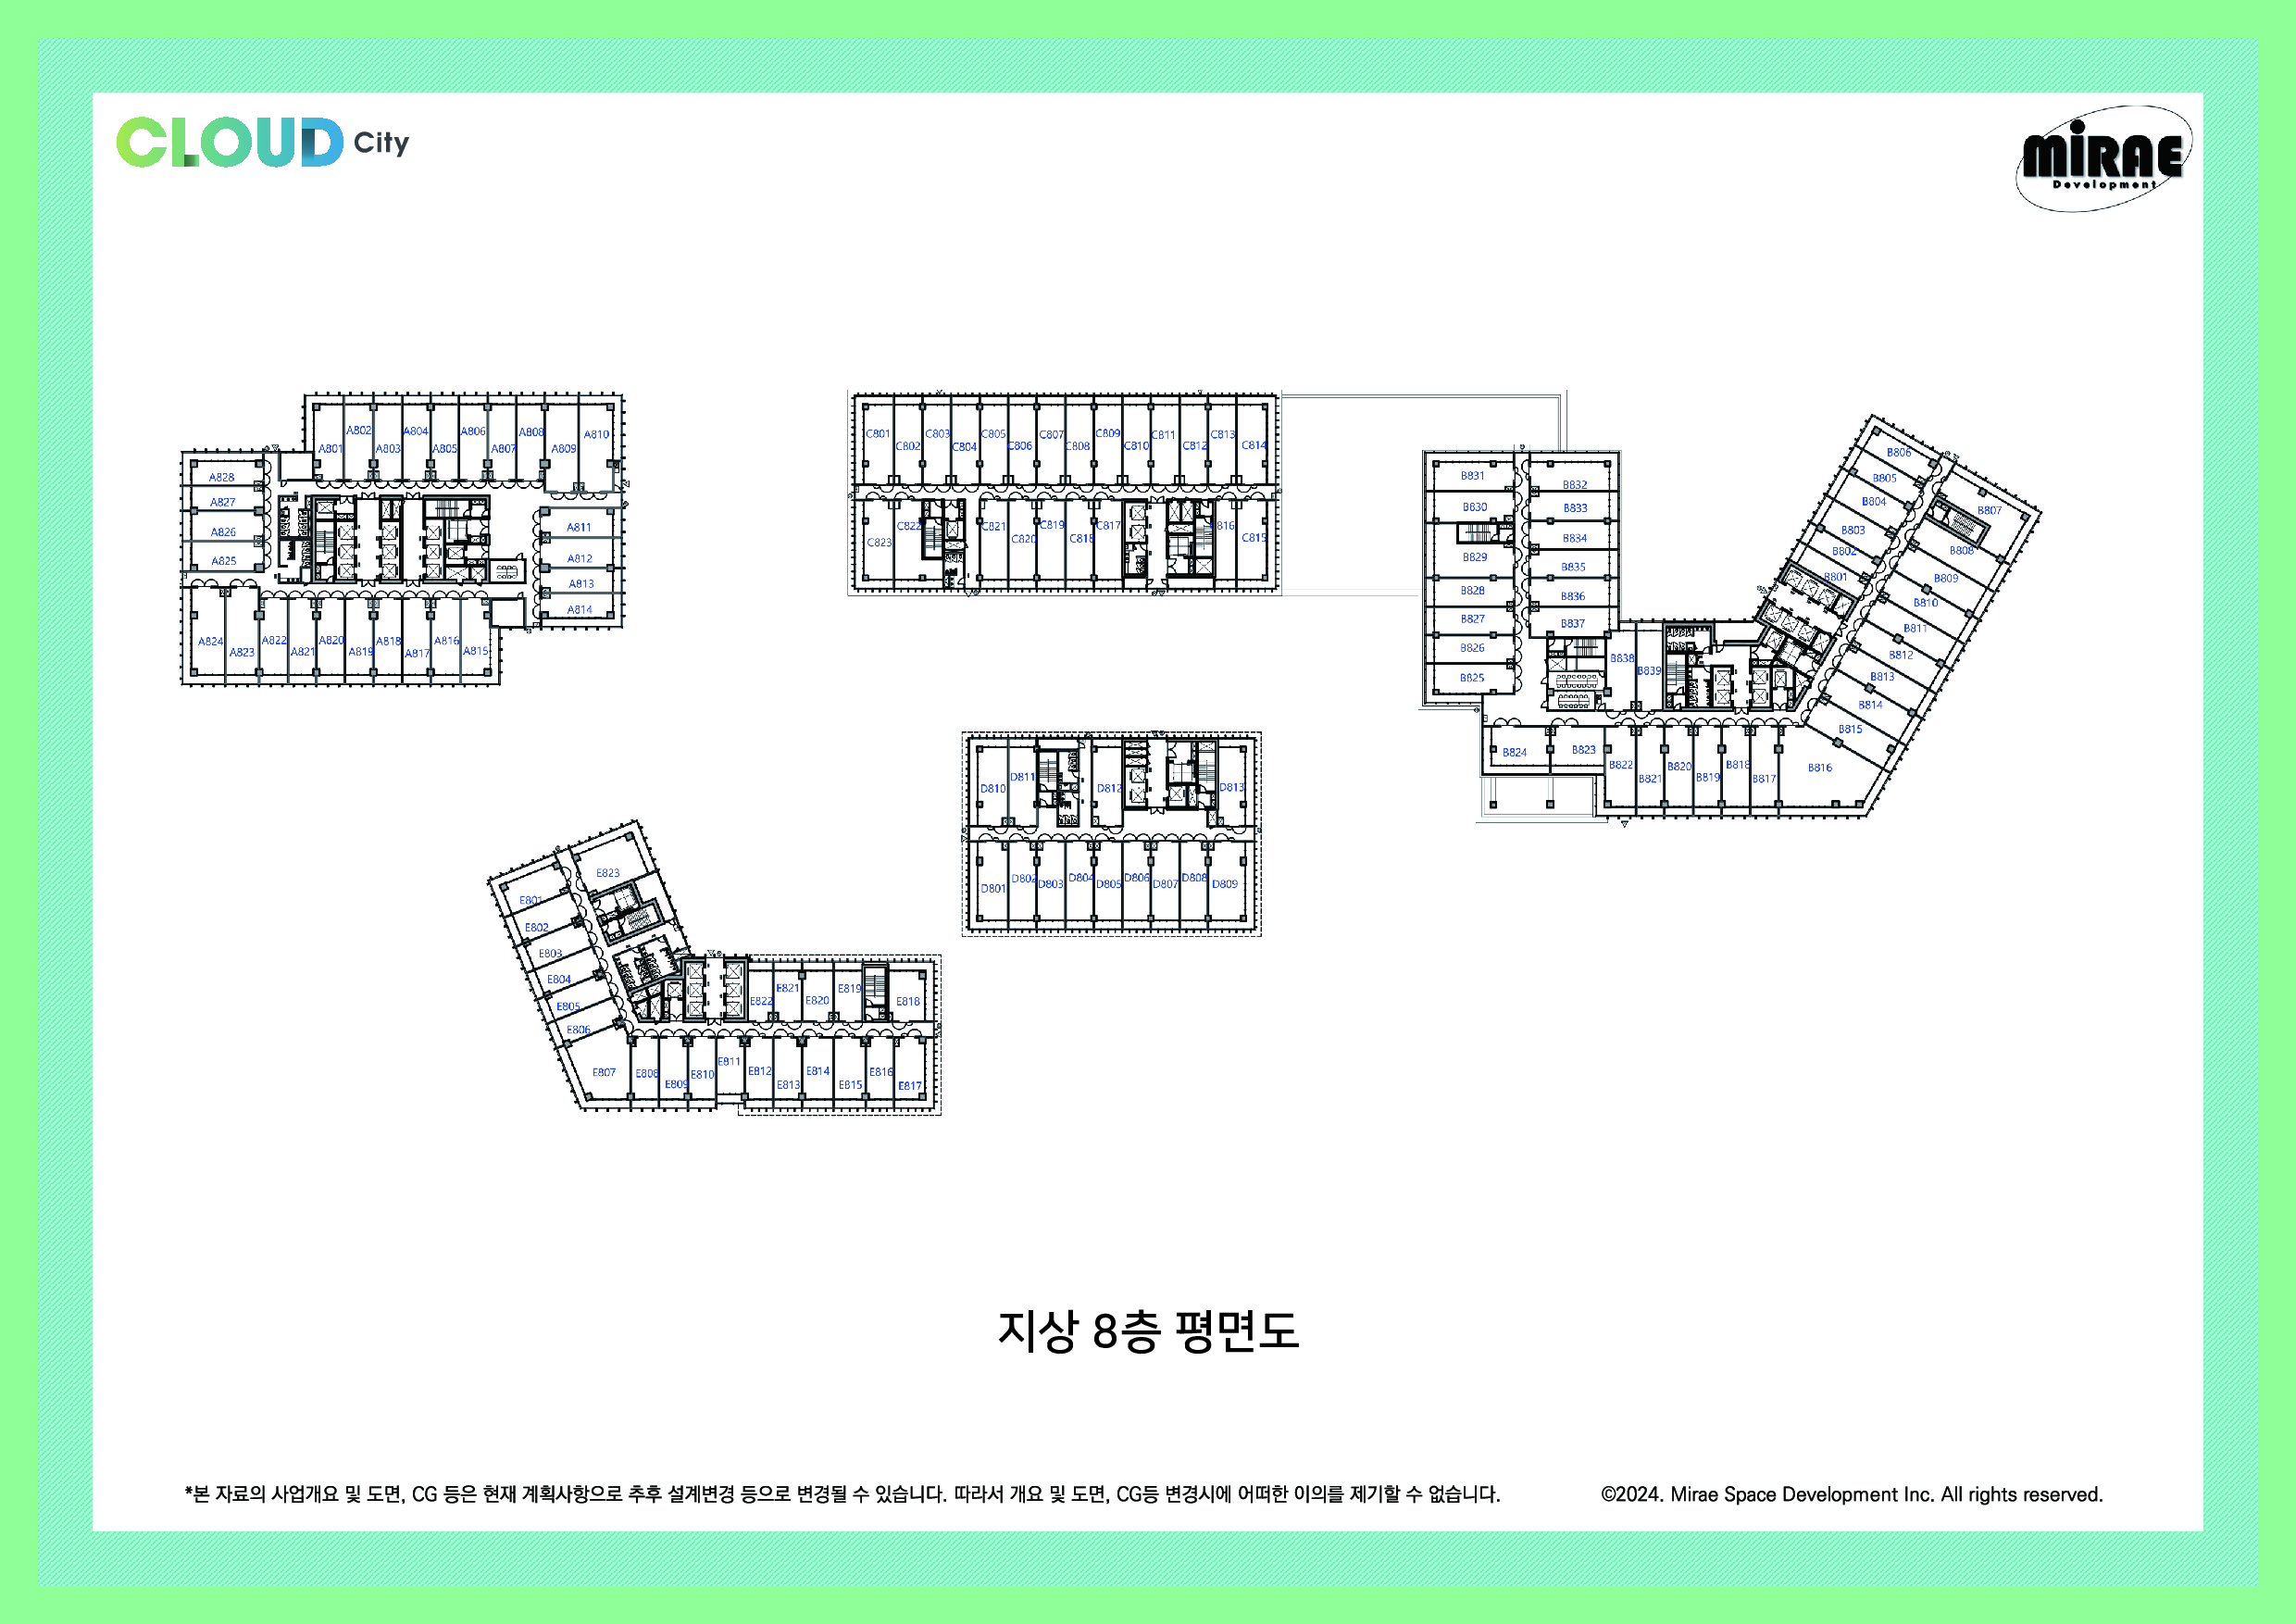 CLOUD City
MiRAE
Development
A801 A802 A803 A804 A805 A806 A807 A808 A809 A810
A828
A827
A826
A825
A811
A812
A813
A814
A824 A823 A822 A821 A820 A819 A818 A817 A816 A815
C801 C802 C803 C804 C805 C806 C807 C808 C809 C810 C811 C812 C813 C814
C823 C822 C821 C820 C819 C818 C817 C816 C815
B831
B830
B829
B828
B827
B826
B825
B832
B833
B834
B835
B836
B837
B838 B839
B806
B805
B804
B803
B802
B801
B807
B808
B809
B810
B811
B812
B813
B814
B815
B816
B824 B823 B822 B821 B820 B819 B818 B817
D810 D811 D812 D813
D801 D802 D803 D804 D805 D806 D807 D808 D809
E823
E801
E802
E803
E804
E805
E806
E822 E821 E820 E819 E818
E807 E808 E809 E810 E811 E812 E813 E814 E815 E816 E817
지상 8층 평면도
*본 자료의 사업개요 및 도면, CG 등은 현재 계획사항으로 추후 설계변경 등으로 변경될 수 있습니다. 따라서 개요 및 도면, CG등 변경시에 어떠한 이의를 제기할 수 없습니다.
©2024. Mirae Space Development Inc. All rights reserved.